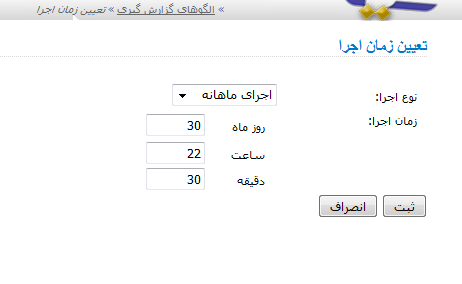 » الگوهای گزارش گیری » تعیین زمان اجرا
تعیین زمان اجرا
نوع اجرا: اجرای ماهانه
زمان اجرا:
روز ماه 30
ساعت 22
دقیقه 30
ثبت انصراف